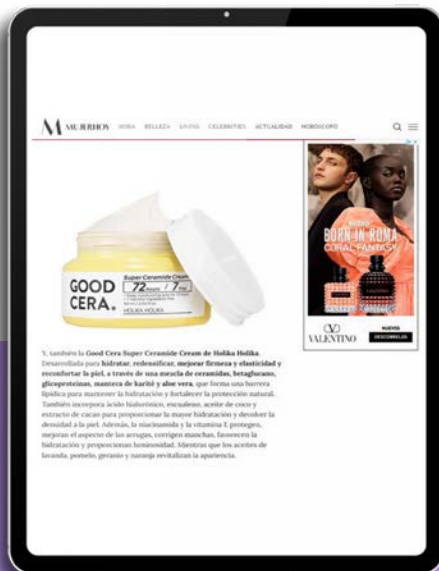 MUJERHOY MODA BELLEZA LIVING CELEBRITIES ACTUALIDAD HORÓSCOPO
GOOD
CERA.
Super Ceramide Cream
72 Hours / 7 Free
HOLIKA HOLIKA
BORN IN ROMA
CORAL FANTASY
VALENTINO
NUEVO
DESCÚBRELOS
Y, también la Good Cera Super Ceramide Cream de Holika Holika.
Desarrollada para hidratar, redensificar, mejorar firmeza y elasticidad y
reconfortar la piel, a través de una mezcla de ceramidas, betaglucano,
glicoproteínas, manteca de karité y aloe vera, que forma una barrera
lipídica para mantener la hidratación y fortalecer la protección natural.
También incorpora ácido hialurónico, escualeno, aceite de coco y
extracto de cacao para proporcionar la mayor hidratación y devolver la
densidad a la piel. Además, la niacinamida y la vitamina E protegen,
mejoran el aspecto de las arrugas, corrigen manchas, favorecen la
hidratación y proporcionan luminosidad. Mientras que los aceites de
lavanda, pomelo, geranio y naranja revitalizan la apariencia.